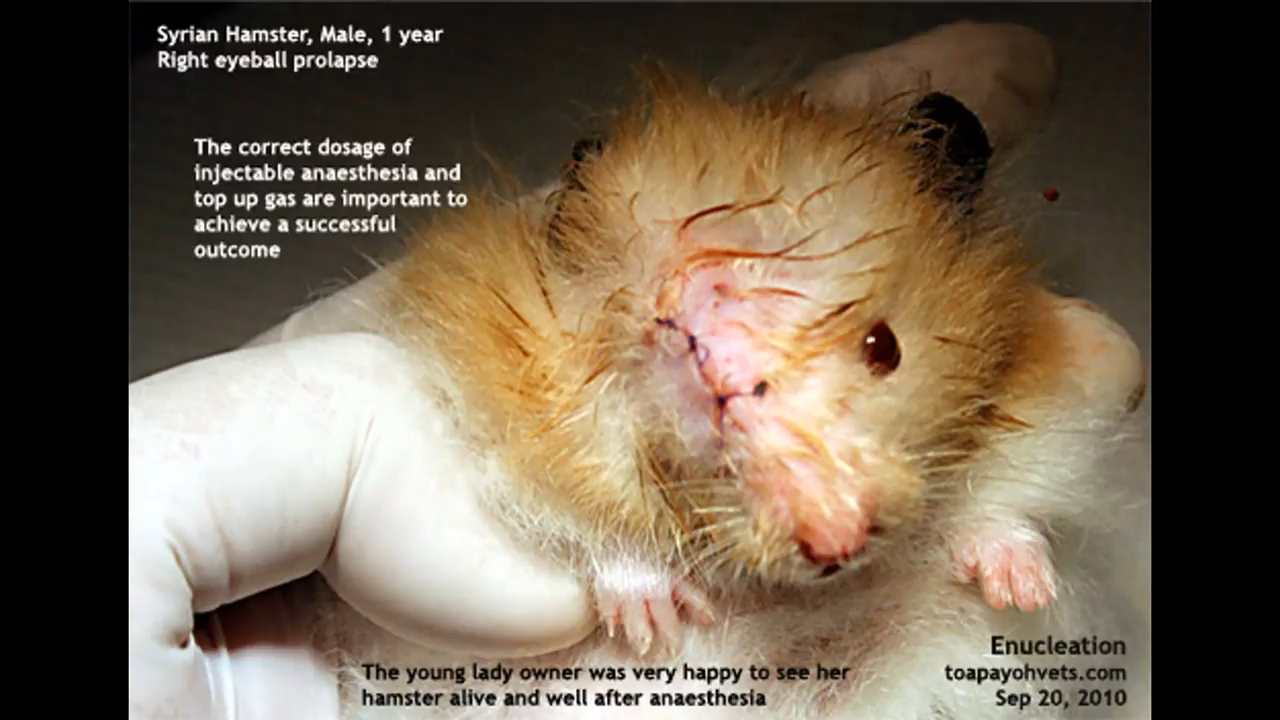 Syrian Hamster, Male, 1 year
Right eyeball prolapse
The correct dosage of
injectable anaesthesia and
top up gas are important to
achieve a successful
outcome
The young lady owner was very happy to see her
hamster alive and well after anaesthesia
Enucleation
toapayohvets.com
Sep 20, 2010